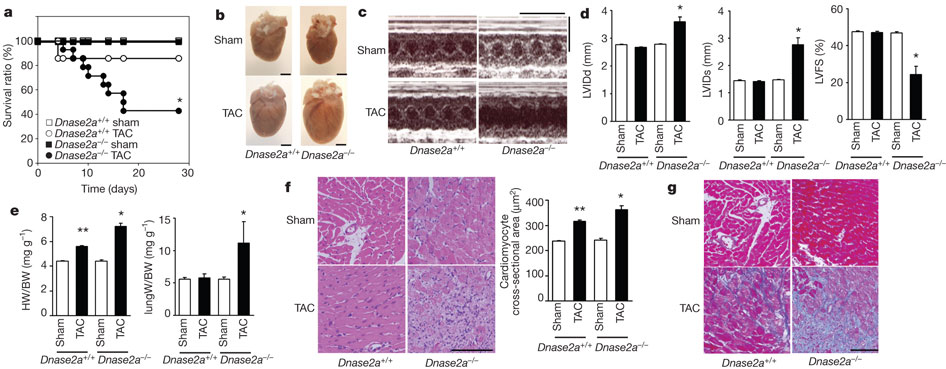 a
Survival ratio (%)
100
80
60
40
20
0
0 10 20 30
Time (days)
*
Dnase2a+/+ sham
Dnase2a+/+ TAC
Dnase2a−/− sham
Dnase2a−/− TAC
b
Sham
TAC
Dnase2a+/+ Dnase2a−/−
c
Sham
TAC
Dnase2a+/+ Dnase2a−/−
d
LVIDd (mm)
4
3
2
1
0
*
Sham TAC Sham TAC
Dnase2a+/+ Dnase2a−/−
LVIDs (mm)
4
3
2
1
0
*
Sham TAC Sham TAC
Dnase2a+/+ Dnase2a−/−
LVFS (%)
60
40
20
0
*
Sham TAC Sham TAC
Dnase2a+/+ Dnase2a−/−
e
HW/BW (mg g−1)
8
6
4
2
0
** *
Sham TAC Sham TAC
Dnase2a+/+ Dnase2a−/−
lungW/BW (mg g−1)
15
10
5
0
*
Sham TAC Sham TAC
Dnase2a+/+ Dnase2a−/−
f
Sham
TAC
Dnase2a+/+ Dnase2a−/−
Cardiomyocyte
cross-sectional area (μm2)
400
300
200
100
0
** *
Sham TAC Sham TAC
Dnase2a+/+ Dnase2a−/−
g
Sham
TAC
Dnase2a+/+ Dnase2a−/−